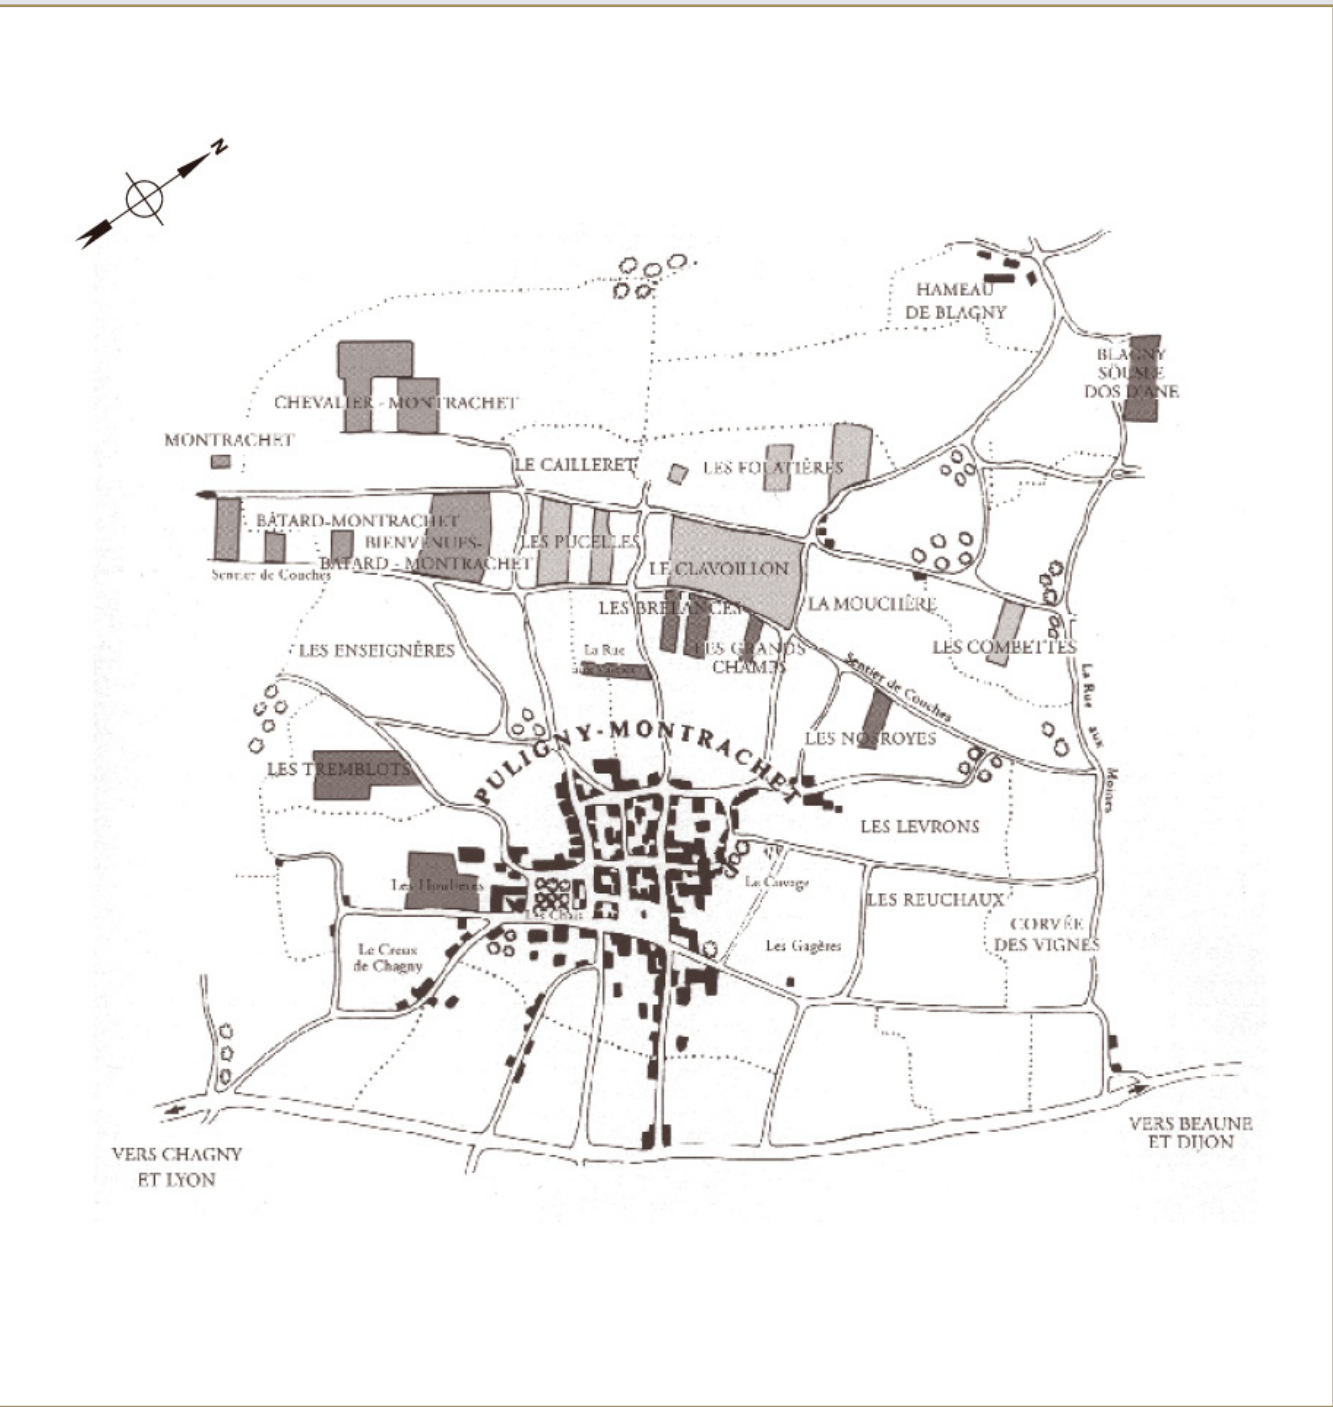 N
HAMEAU
DE BLAGNY
BLAGNY
SOUS LE
DOS D'ANE
CHEVALIER - MONTRACHET
MONTRACHET
LE CAILLERET
LES FOLATIÈRES
BÂTARD-MONTRACHET
BIENVENUES-
BÂTARD - MONTRACHET
LES PUCELLES
LE CLAVOILLON
Sentier de Couches
LES BRELANCES
LA MOUCHÈRE
LES ENSEIGNÈRES
La Rue
LES GRANDS
CHAMPS
LES COMBETTES
Sentier de Couches
La Rue aux Moines
PULIGNY-MONTRACHET
LES NOSROYES
LES TREMBLOTS
LES LEVRONS
Les Houlières
Le Cuvage
LES REUCHAUX
Les Chais
CORVÉE
DES VIGNES
Le Creux
de Chagny
Les Gagères
VERS CHAGNY
ET LYON
VERS BEAUNE
ET DIJON